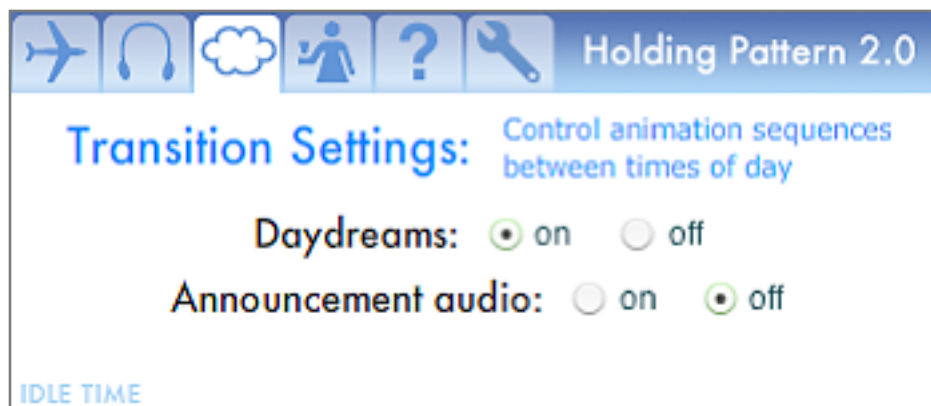 Holding Pattern 2.0
Transition Settings:
Control animation sequences
between times of day
Daydreams: on off
Announcement audio: on off
IDLE TIME